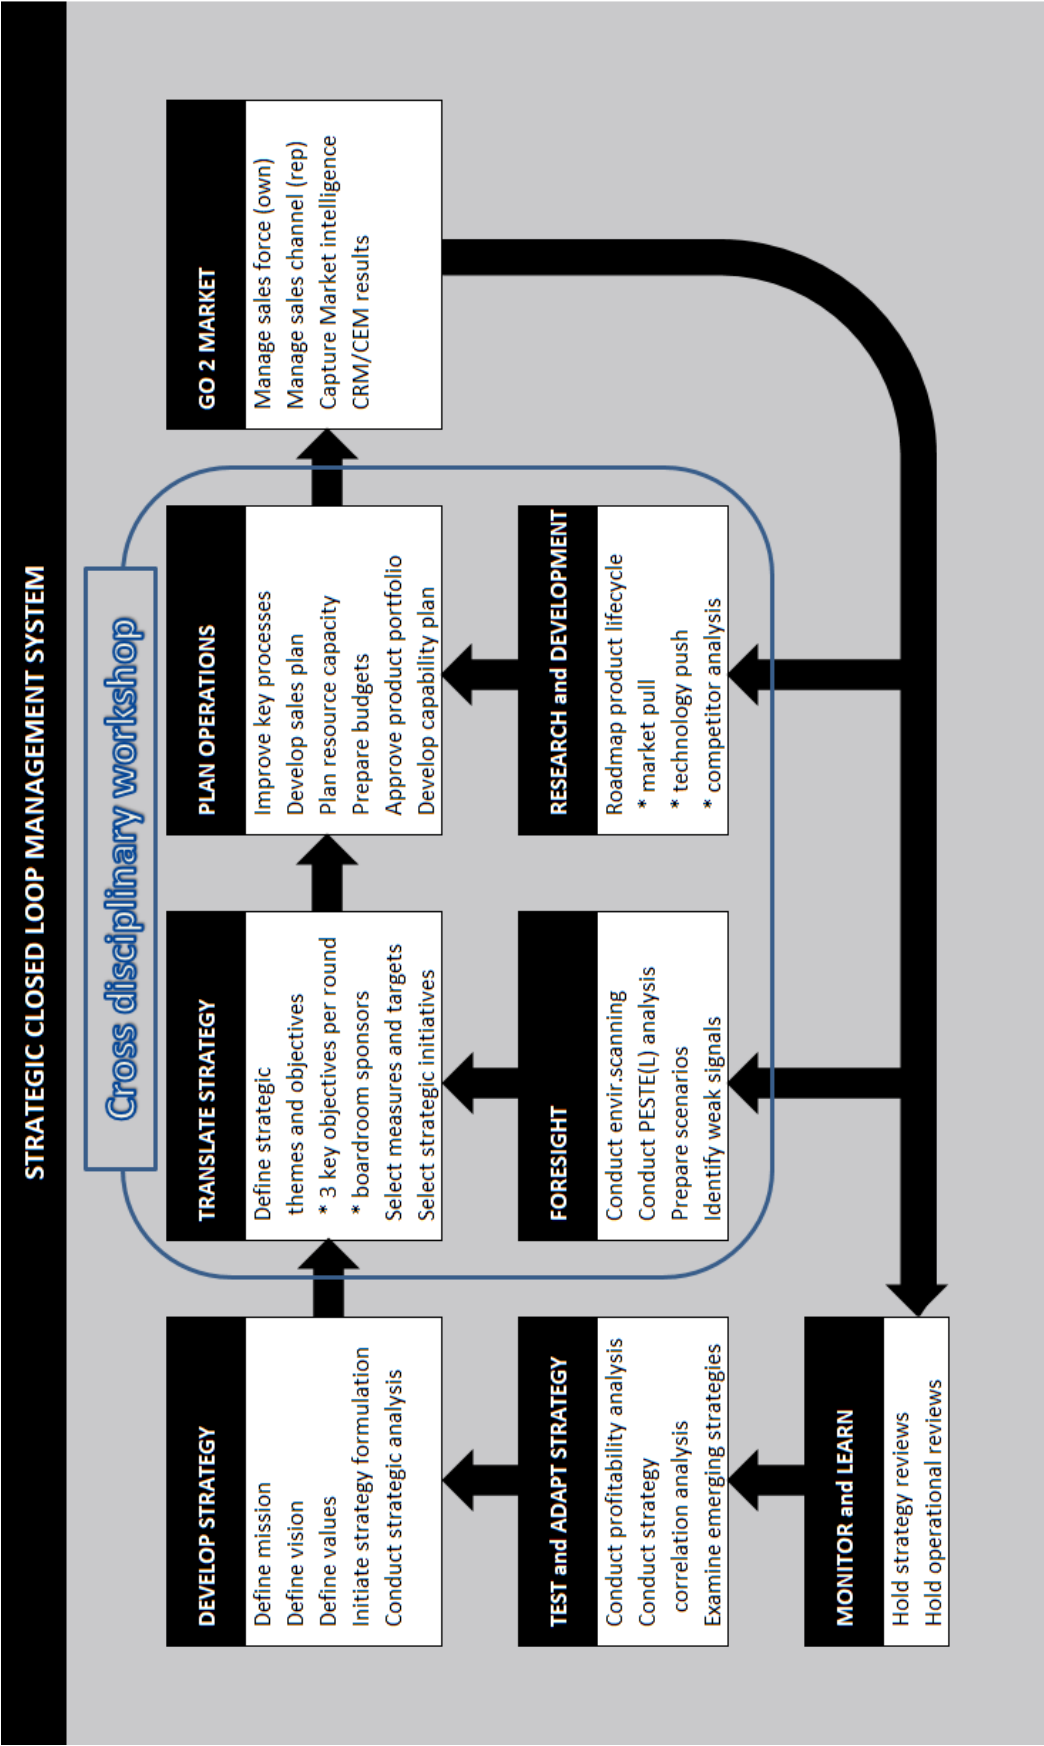 STRATEGIC CLOSED LOOP MANAGEMENT SYSTEM
Cross disciplinary workshop
DEVELOP STRATEGY
Define mission
Define vision
Define values
Initiate strategy formulation
Conduct strategic analysis
TRANSLATE STRATEGY
Define strategic
themes and objectives
* 3 key objectives per round
* boardroom sponsors
Select measures and targets
Select strategic initiatives
PLAN OPERATIONS
Improve key processes
Develop sales plan
Plan resource capacity
Prepare budgets
Approve product portfolio
Develop capability plan
GO 2 MARKET
Manage sales force (own)
Manage sales channel (rep)
Capture Market intelligence
CRM/CEM results
TEST and ADAPT STRATEGY
Conduct profitability analysis
Conduct strategy
correlation analysis
Examine emerging strategies
FORESIGHT
Conduct envir.scanning
Conduct PESTE(L) analysis
Prepare scenarios
Identify weak signals
RESEARCH and DEVELOPMENT
Roadmap product lifecycle
* market pull
* technology push
* competitor analysis
MONITOR and LEARN
Hold strategy reviews
Hold operational reviews